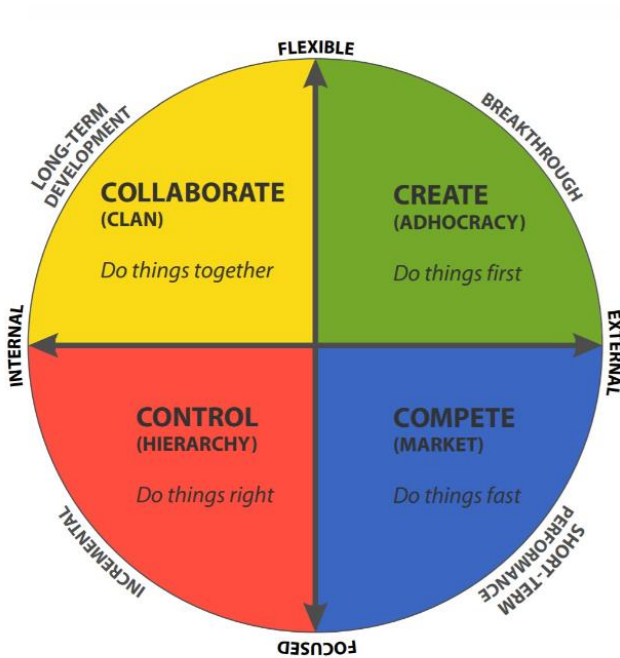 FLEXIBLE
LONG-TERM
DEVELOPMENT
BREAKTHROUGH
COLLABORATE
(CLAN)
Do things together
CREATE
(ADHOCRACY)
Do things first
INTERNAL
EXTERNAL
CONTROL
(HIERARCHY)
Do things right
COMPETE
(MARKET)
Do things fast
INCREMENTAL
SHORT-TERM
PERFORMANCE
FOCUSED